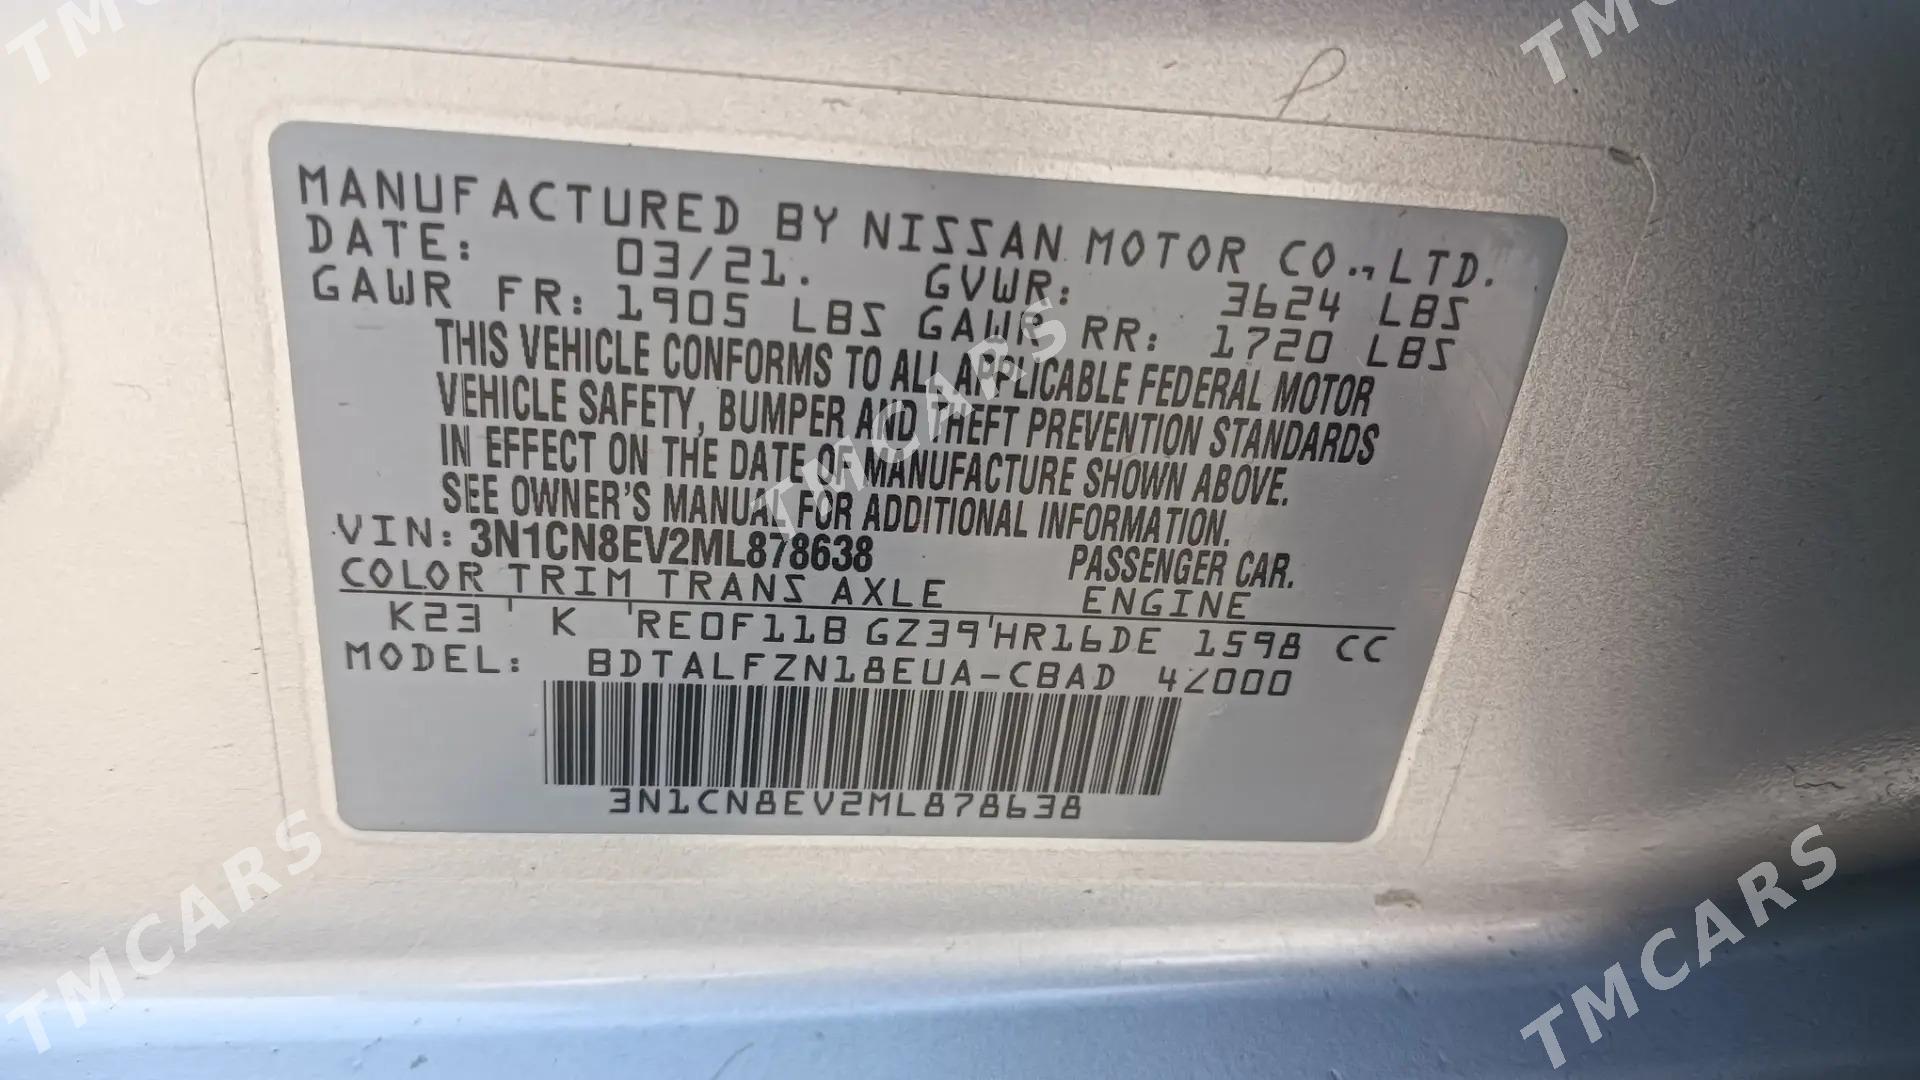 TMCARS
TMCARS
MANUFACTURED BY NISSAN MOTOR CO., LTD.
DATE: 03/21. GVWR: 3624 LBS
GAWR FR: 1905 LBS GAWR RR: 1720 LBS
THIS VEHICLE CONFORMS TO ALL APPLICABLE FEDERAL MOTOR
VEHICLE SAFETY, BUMPER AND THEFT PREVENTION STANDARDS
IN EFFECT ON THE DATE OF MANUFACTURE SHOWN ABOVE.
SEE OWNER'S MANUAL FOR ADDITIONAL INFORMATION.
VIN: 3N1CN8EV2ML878638 PASSENGER CAR.
COLOR TRIM TRANS AXLE ENGINE
K23 ' K ' RE0F11B GZ39'HR16DE 1598 CC
MODEL: BDTALFZN18EUA-CBAD 4Z000
3N1CN8EV2ML878638
TMCARS
TMCARS
TMCARS